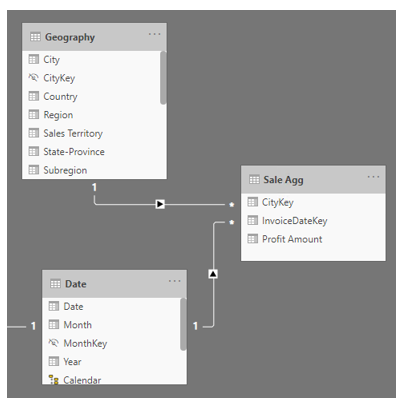 Geography
...
City
CityKey
Country
Region
Sales Territory
State-Province
Subregion
1
Sale Agg
...
CityKey
InvoiceDateKey
Profit Amount
Date
...
Date
Month
MonthKey
Year
Calendar
1
1